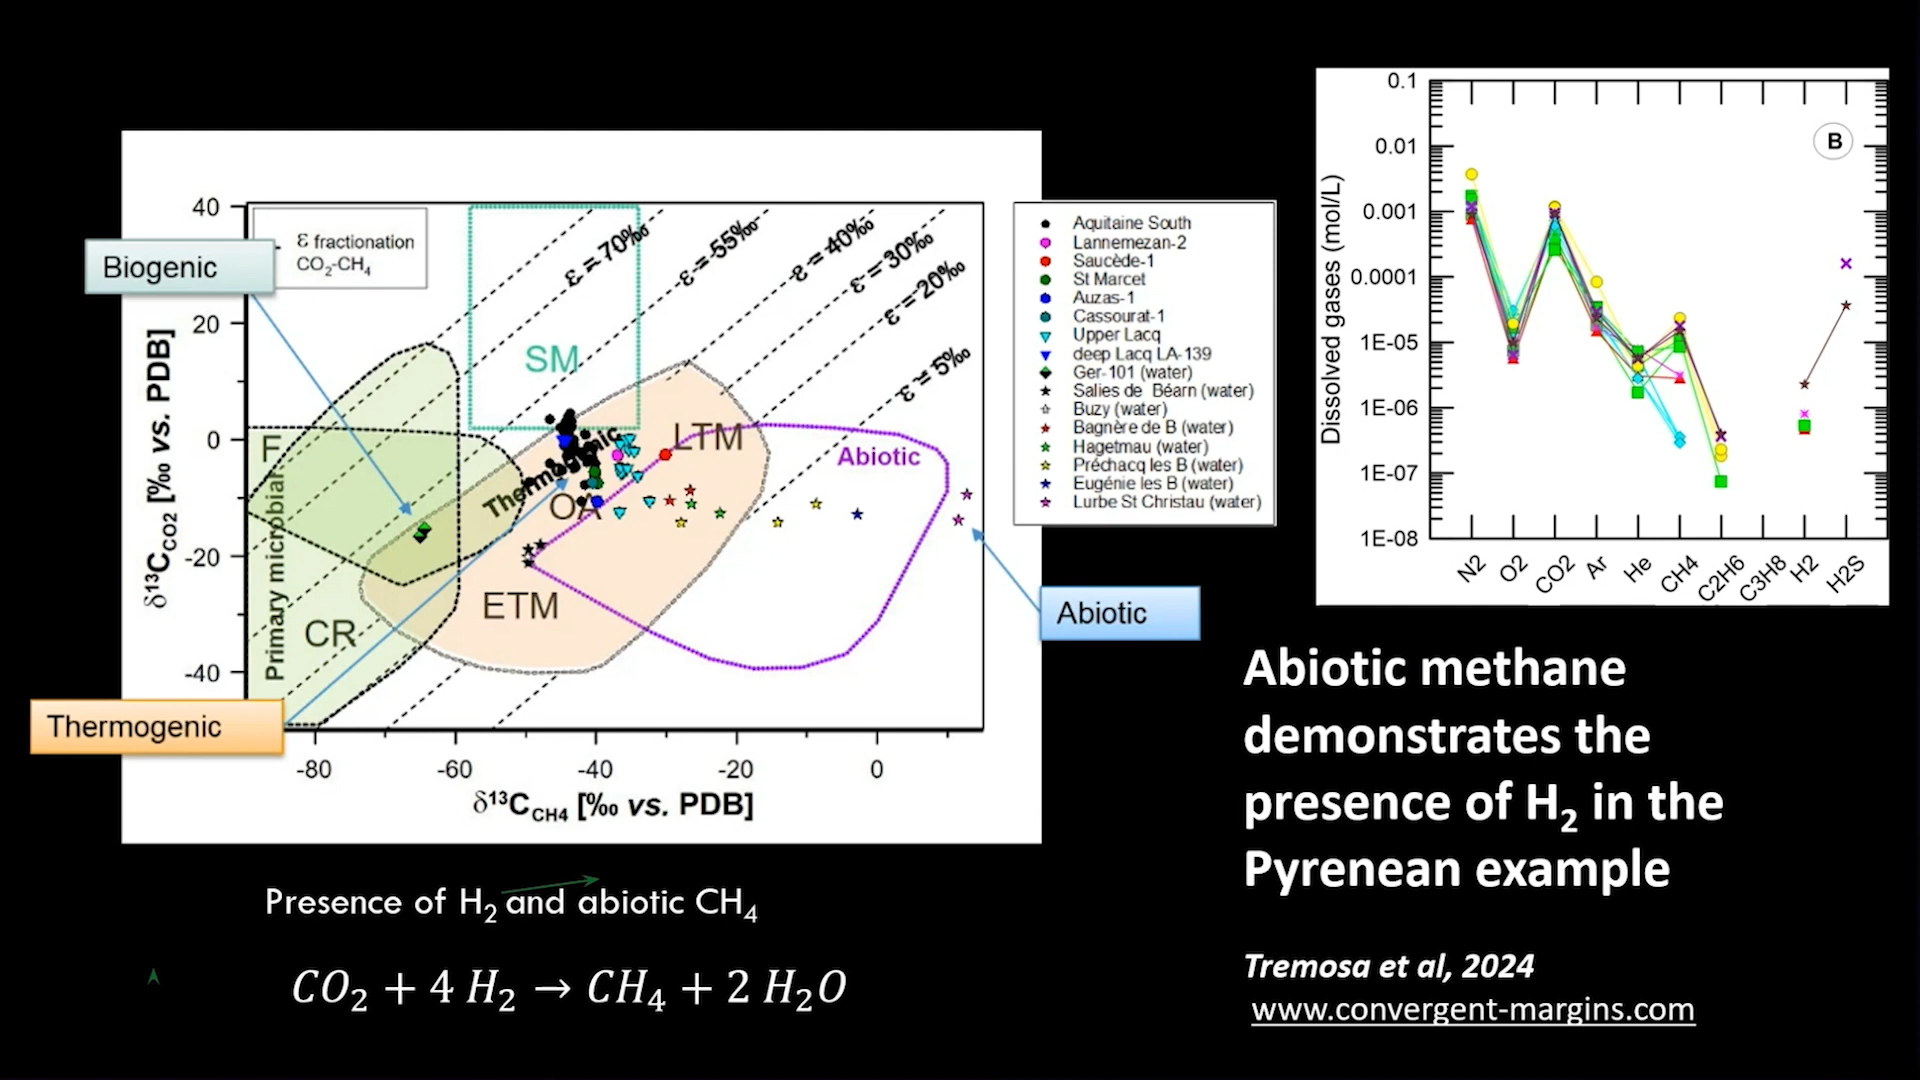 40
20
0
-20
-40
-80
-60
-40
-20
0
δ¹³C_CO2 [‰ vs. PDB]
δ¹³C_CH4 [‰ vs. PDB]
ε fractionation
CO₂-CH₄
Biogenic
Thermogenic
Abiotic
ε = 70‰
ε = 55‰
ε = 40‰
ε = 30‰
ε = 20‰
ε = 5‰
SM
F
Primary microbial
CR
Thermogenic
OA
LTM
ETM
Abiotic
Aquitaine South
Lannemezan-2
Saucède-1
St Marcet
Auzas-1
Cassourat-1
Upper Lacq
deep Lacq LA-139
Ger-101 (water)
Salies de Béarn (water)
Buzy (water)
Bagnère de B (water)
Hagetmau (water)
Préchacq les B (water)
Eugénie les B (water)
Lurbe St Christau (water)
Dissolved gases (mol/L)
0.1
0.01
0.001
0.0001
1E-05
1E-06
1E-07
1E-08
B
N2
O2
CO2
Ar
He
CH4
C2H6
C3H8
H2
H2S
Abiotic methane
demonstrates the
presence of H₂ in the
Pyrenean example
Tremosa et al, 2024
www.convergent-margins.com
Presence of H₂ and abiotic CH₄
CO₂ + 4 H₂ → CH₄ + 2 H₂O